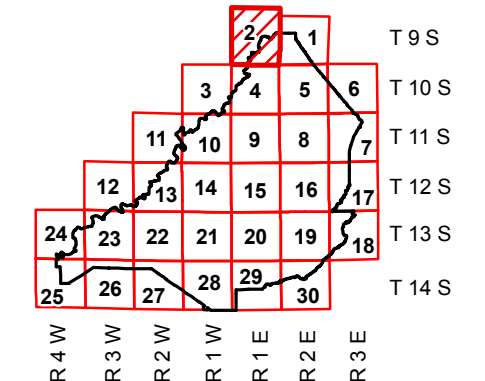 2 1 T 9 S
3 4 5 6 T 10 S
11 10 9 8 7 T 11 S
12 13 14 15 16 17 T 12 S
24 23 22 21 20 19 18 T 13 S
25 26 27 28 29 30 T 14 S
R 4 W R 3 W R 2 W R 1 W R 1 E R 2 E R 3 E